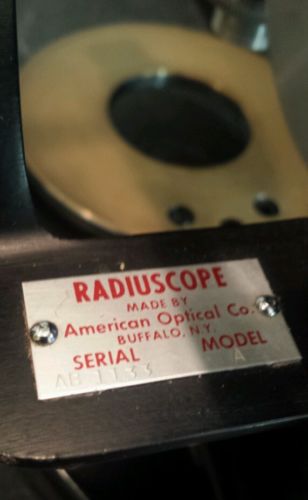 RADIUSCOPE
MADE BY
American Optical Co.
BUFFALO, N.Y.
SERIAL MODEL
AB 1133 A